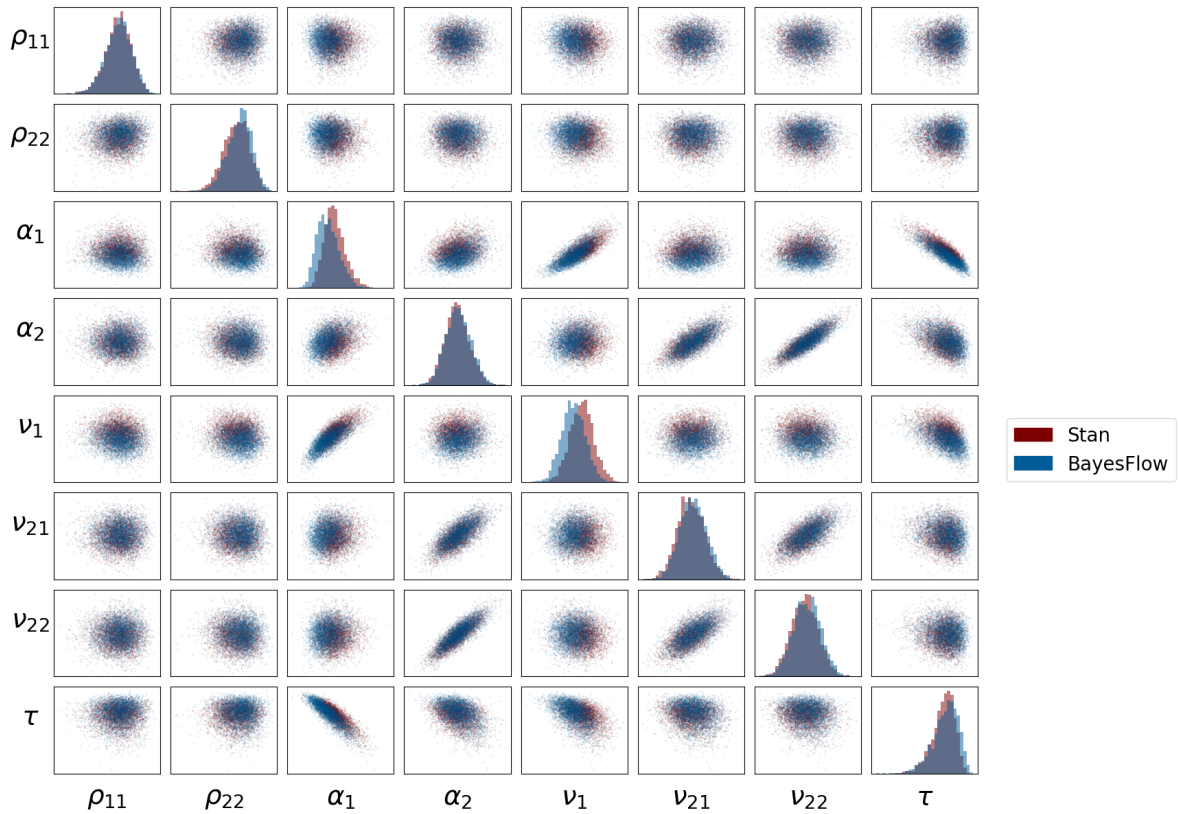 ρ₁₁
ρ₂₂
α₁
α₂
ν₁
ν₂₁
ν₂₂
τ
ρ₁₁ ρ₂₂ α₁ α₂ ν₁ ν₂₁ ν₂₂ τ
Stan
BayesFlow